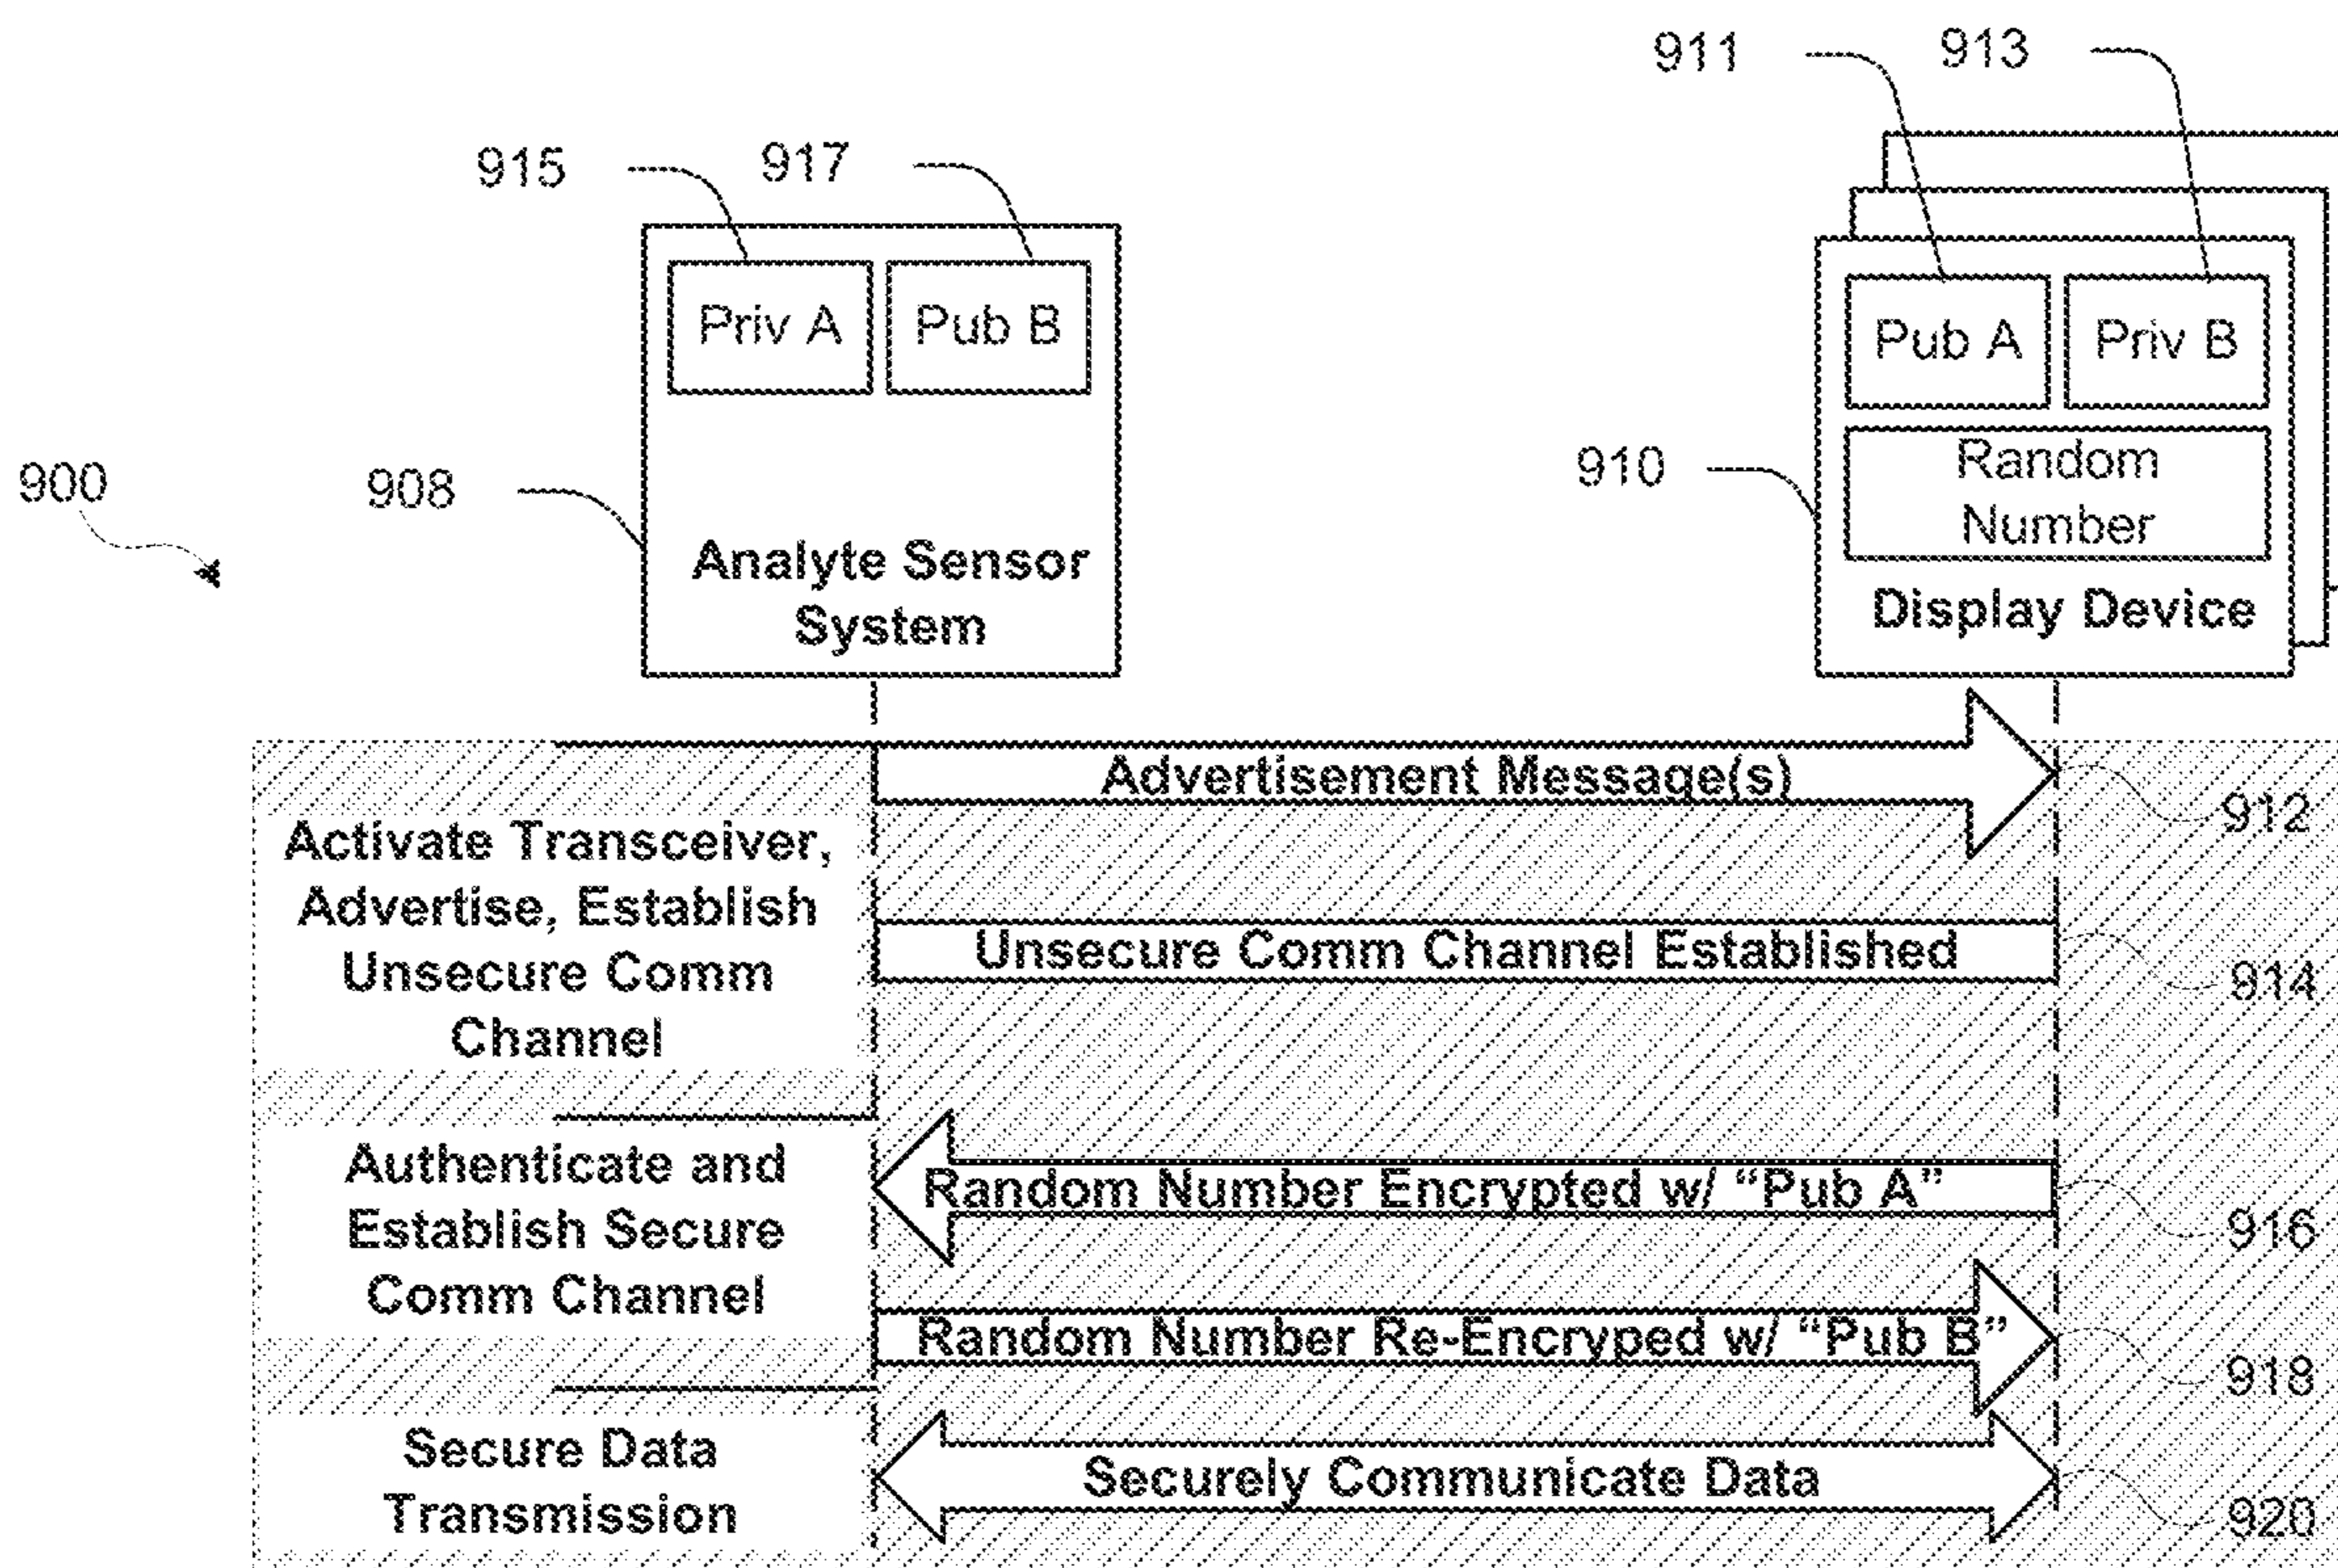 911
913
915
917
Priv A
Pub B
Pub A
Priv B
Random
Number
900
908
910
Analyte Sensor
System
Display Device
Advertisement Message(s)
912
Activate Transceiver,
Advertise, Establish
Unsecure Comm
Channel
Unsecure Comm Channel Established
914
Authenticate and
Establish Secure
Comm Channel
Random Number Encrypted w/ “Pub A”
916
Random Number Re-Encryped w/ “Pub B”
918
Secure Data
Transmission
Securely Communicate Data
920